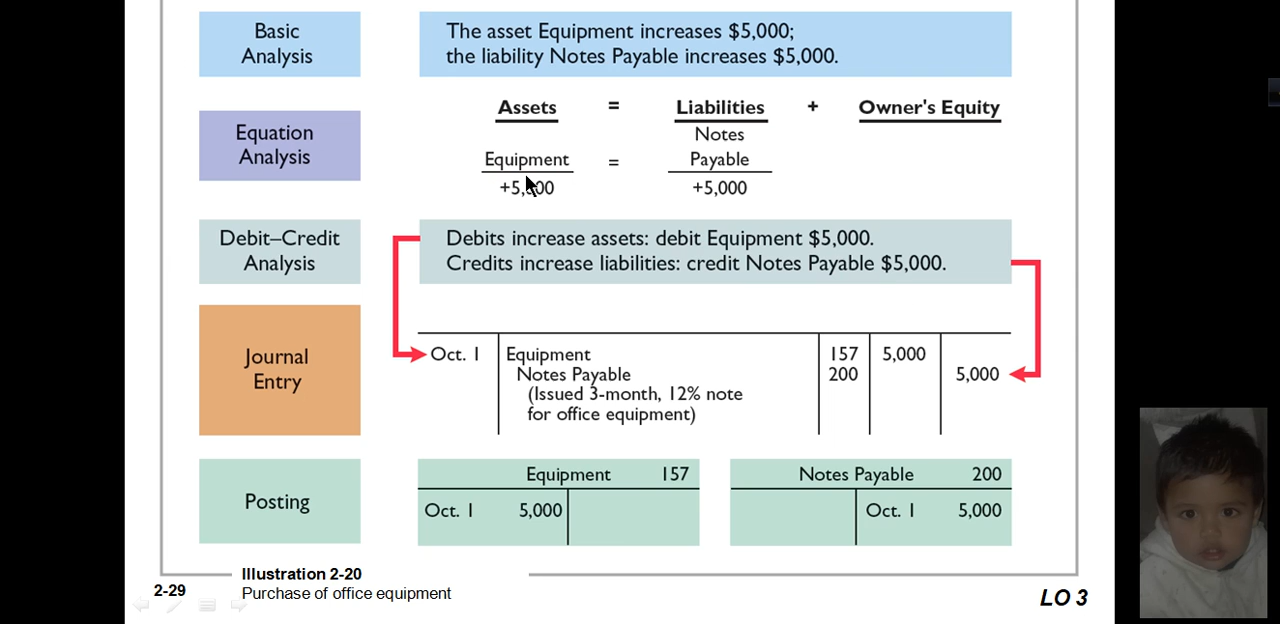 Basic
Analysis
The asset Equipment increases $5,000;
the liability Notes Payable increases $5,000.
Equation
Analysis
Assets = Liabilities + Owner's Equity
Notes
Equipment = Payable
+5,000 +5,000
Debit–Credit
Analysis
Debits increase assets: debit Equipment $5,000.
Credits increase liabilities: credit Notes Payable $5,000.
Journal
Entry
Oct. 1 Equipment 157 5,000
Notes Payable 200 5,000
(Issued 3-month, 12% note
for office equipment)
Posting
Equipment 157
Oct. 1 5,000
Notes Payable 200
Oct. 1 5,000
Illustration 2-20
Purchase of office equipment
2-29
LO 3